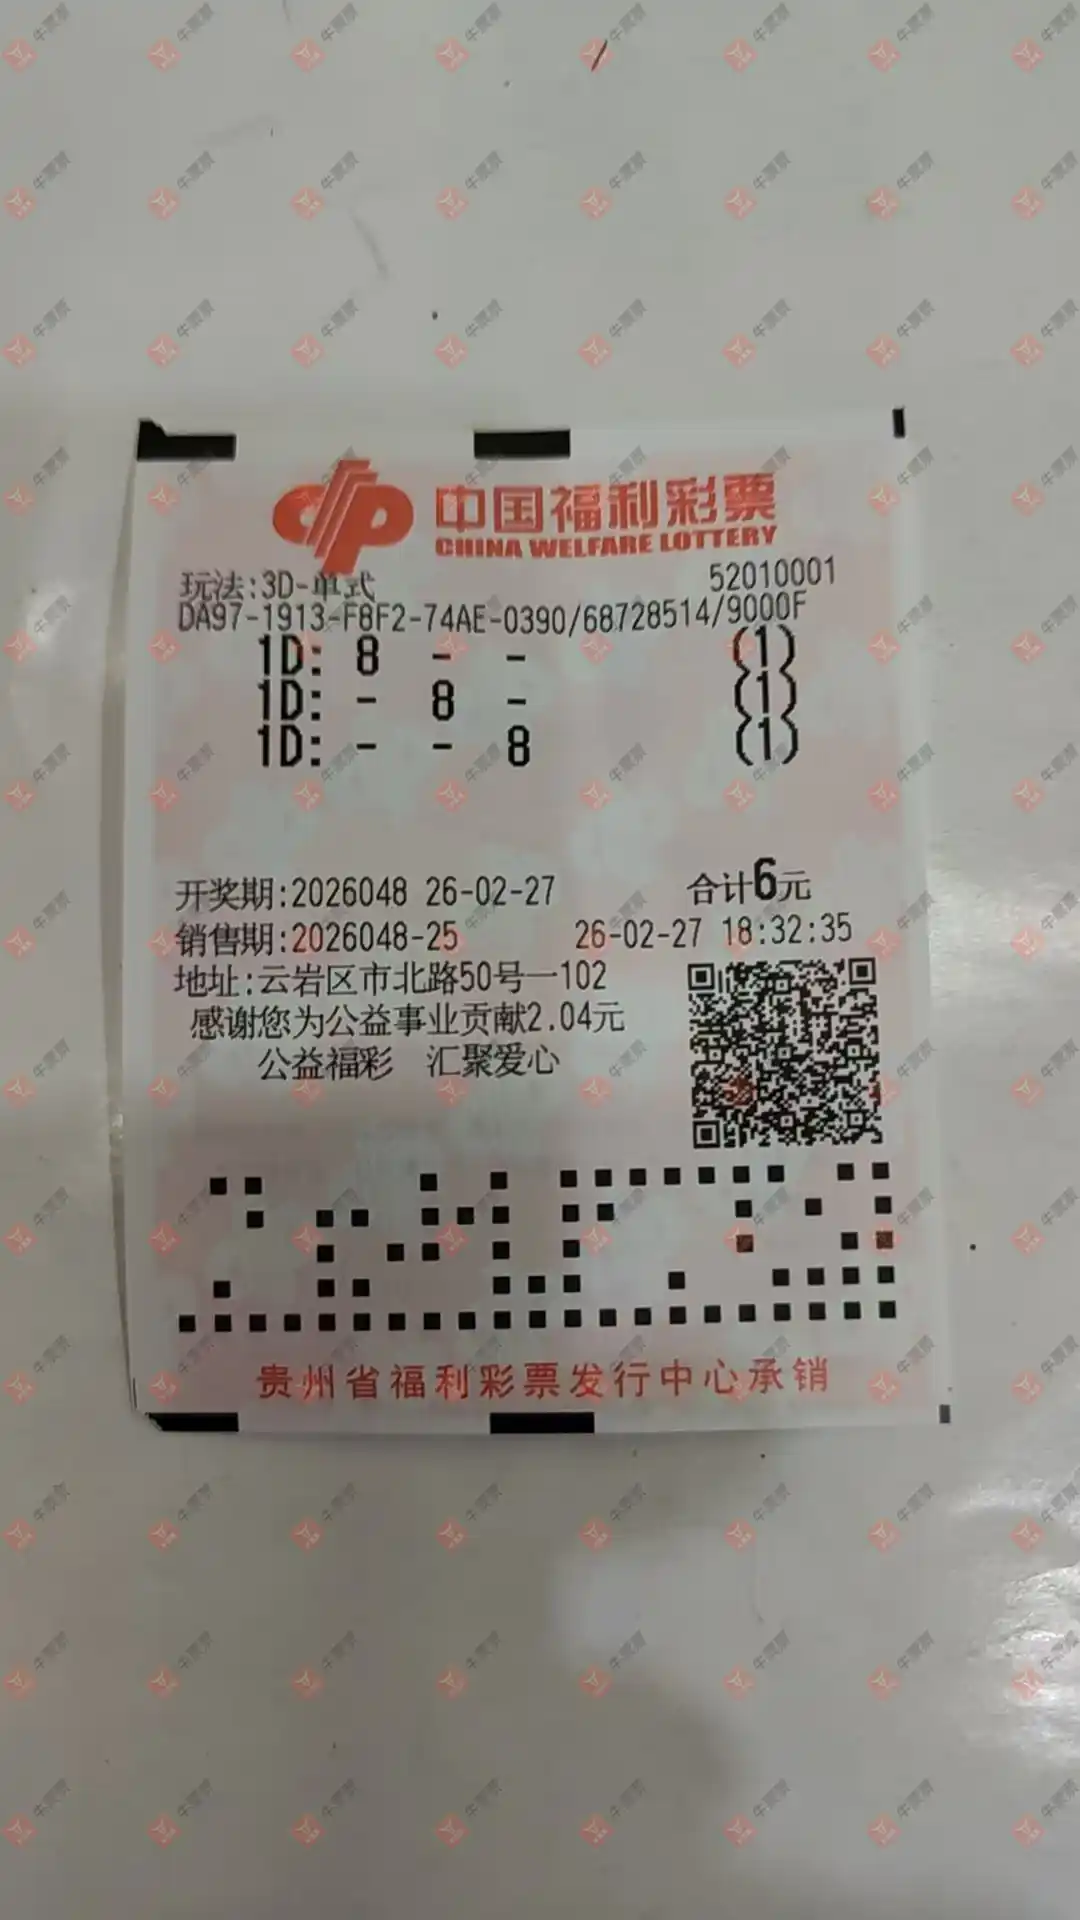 中国福利彩票
CHINA WELFARE LOTTERY
玩法:3D-单式 52010001
DA97-1913-F8F2-74AE-0390/68728514/9000F
1D: 8 - - (1)
1D: - 8 - (1)
1D: - - 8 (1)
开奖期:2026048 26-02-27 合计6元
销售期:2026048-25 26-02-27 18:32:35
地址:云岩区市北路50号一102
感谢您为公益事业贡献2.04元
公益福彩 汇聚爱心
贵州省福利彩票发行中心承销